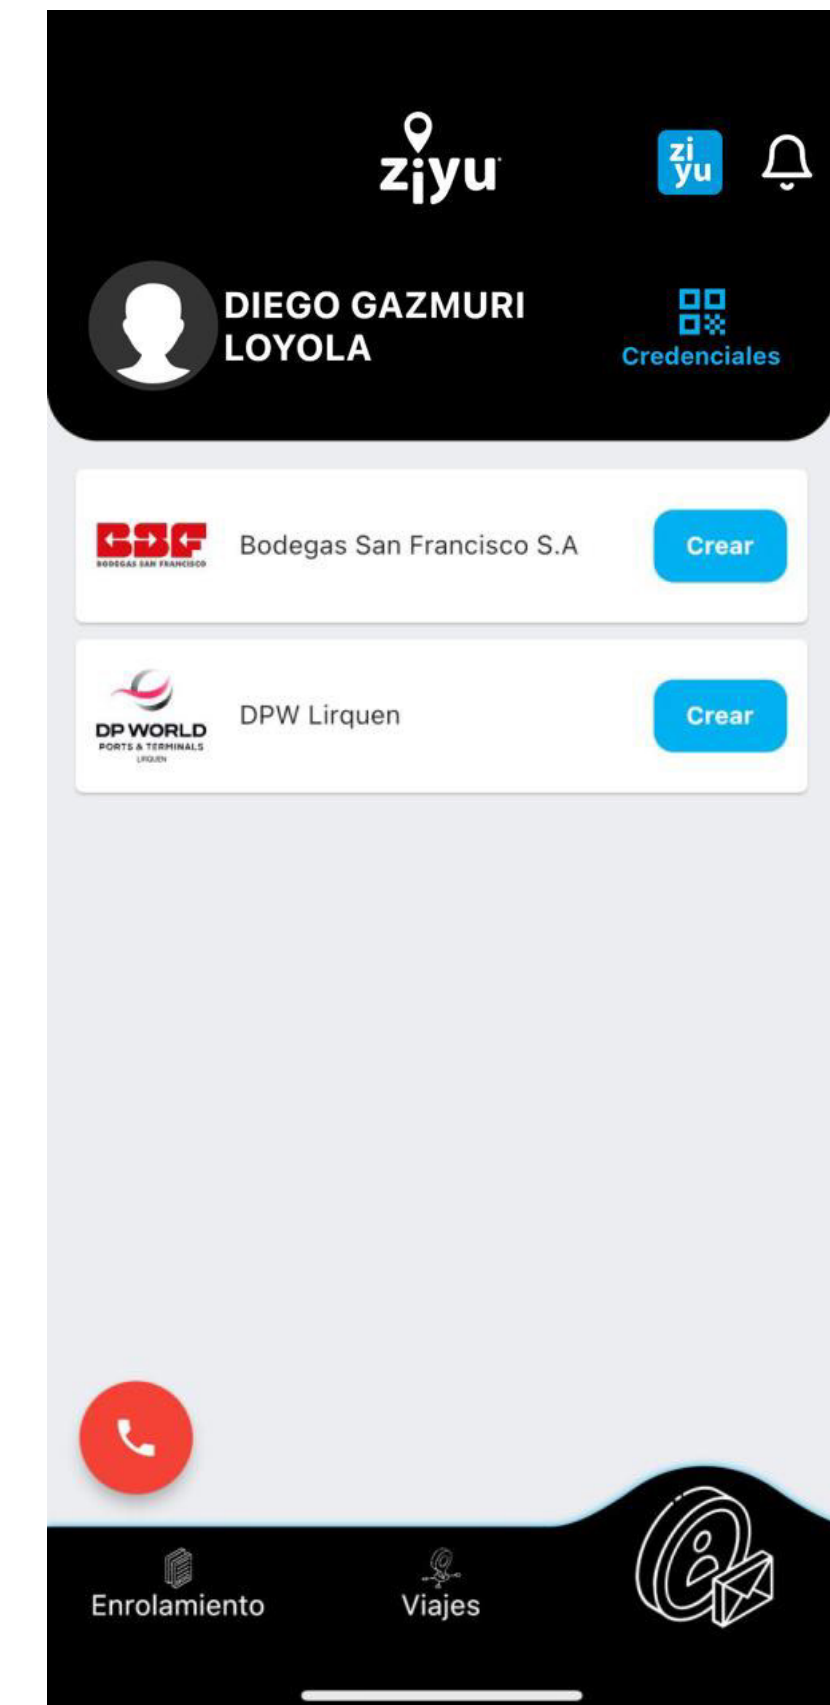 ziyu
zi
yu
DIEGO GAZMURI
LOYOLA
Credenciales
BSF
BODEGAS SAN FRANCISCO
Bodegas San Francisco S.A
Crear
DP WORLD
PORTS & TERMINALS
LIRQUEN
DPW Lirquen
Crear
Enrolamiento
Viajes